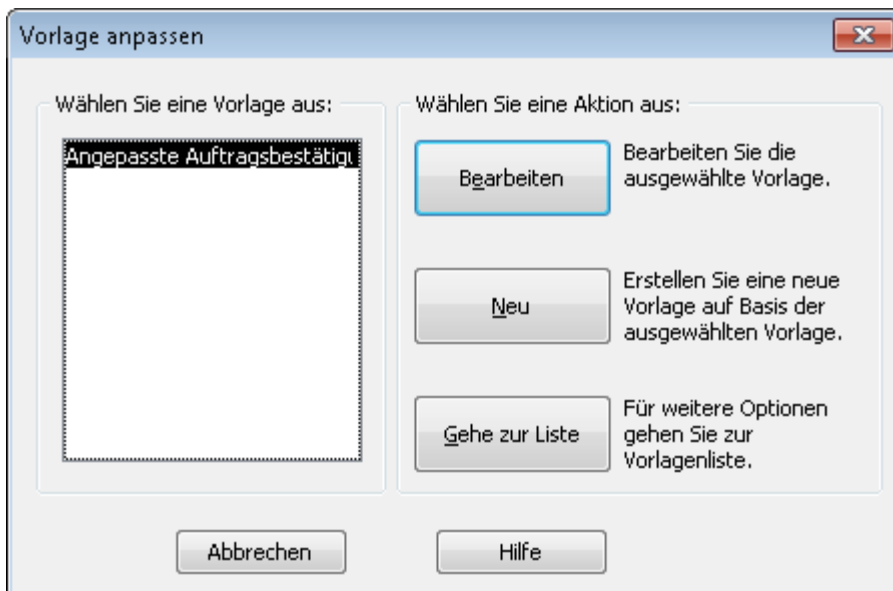 Vorlage anpassen
Wählen Sie eine Vorlage aus:
Angepasste Auftragsbestätigu
Wählen Sie eine Aktion aus:
Bearbeiten
Bearbeiten Sie die
ausgewählte Vorlage.
Neu
Erstellen Sie eine neue
Vorlage auf Basis der
ausgewählten Vorlage.
Gehe zur Liste
Für weitere Optionen
gehen Sie zur
Vorlagenliste.
Abbrechen
Hilfe